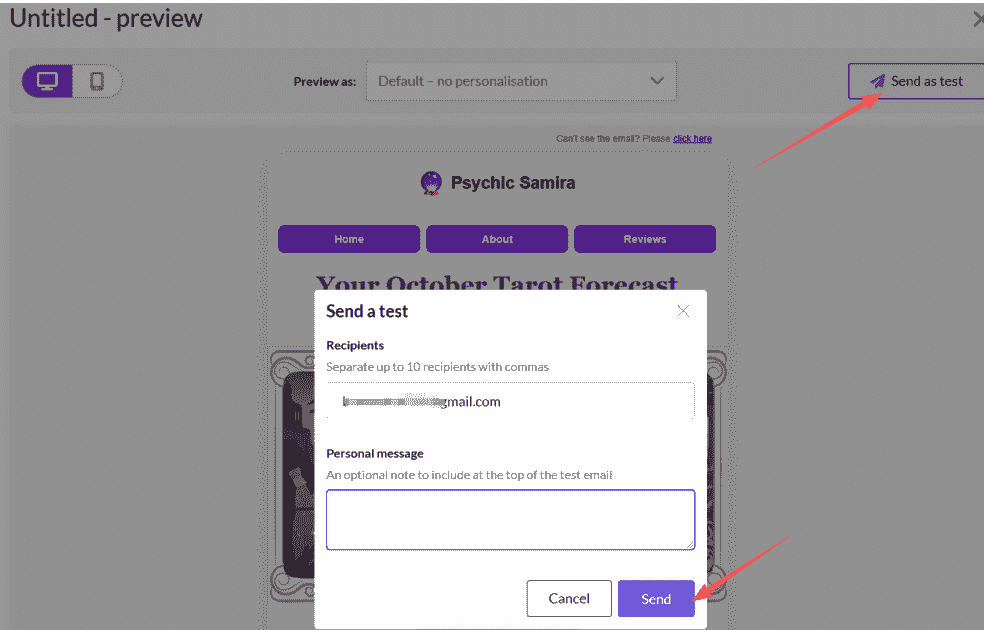 Untitled - preview
Preview as:
Default – no personalisation
Send as test
Can't see the email? Please click here
Psychic Samira
Home
About
Reviews
Your October Tarot Forecast
Send a test
Recipients
Separate up to 10 recipients with commas
gmail.com
Personal message
An optional note to include at the top of the test email
Cancel
Send